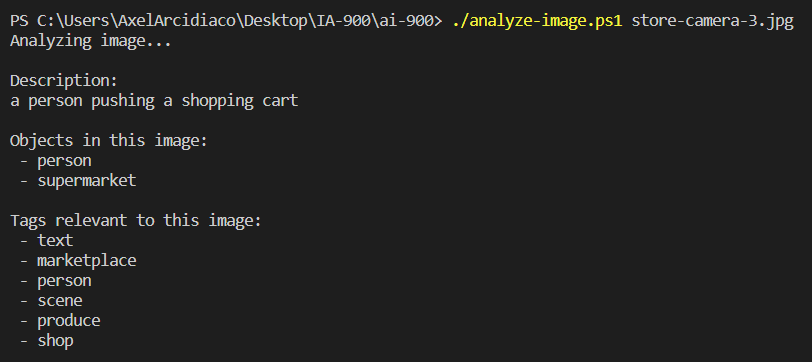 PS C:\Users\AxelArcidiaco\Desktop\IA-900\ai-900> ./analyze-image.ps1 store-camera-3.jpg
Analyzing image...
Description:
a person pushing a shopping cart
Objects in this image:
- person
- supermarket
Tags relevant to this image:
- text
- marketplace
- person
- scene
- produce
- shop